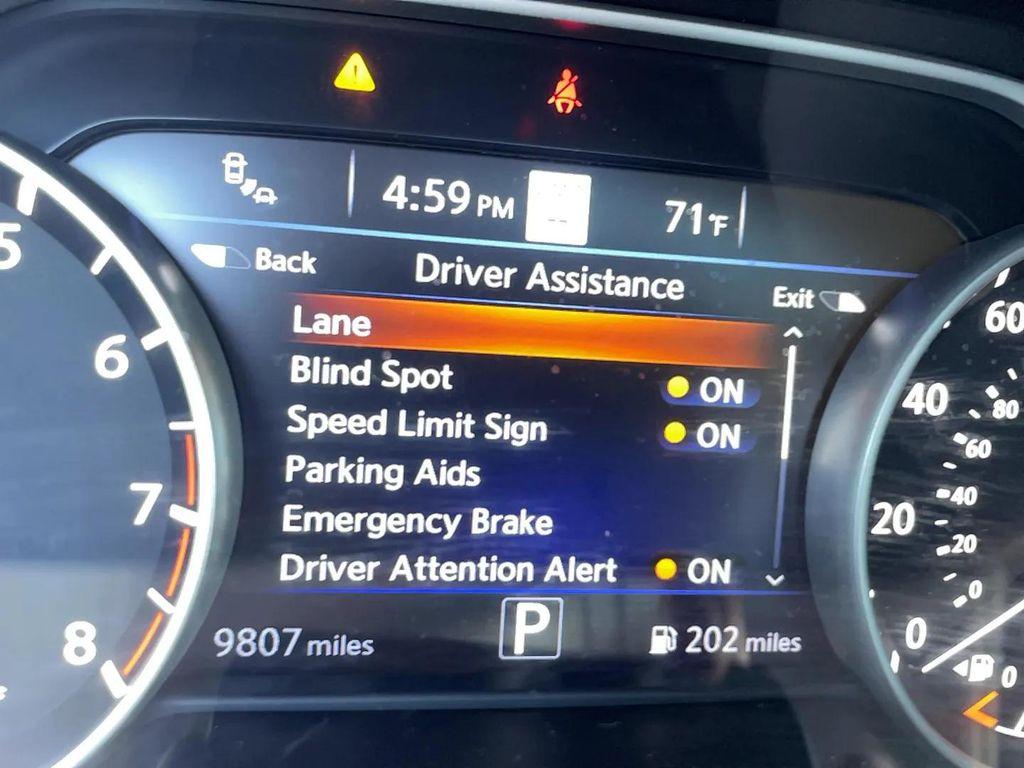 4:59 PM 71°F
Back Driver Assistance Exit
Lane
Blind Spot ON
Speed Limit Sign ON
Parking Aids
Emergency Brake
Driver Attention Alert ON
P
9807 miles 202 miles
5
6
7
8
60
40
20
0
80
60
40
20
0
0